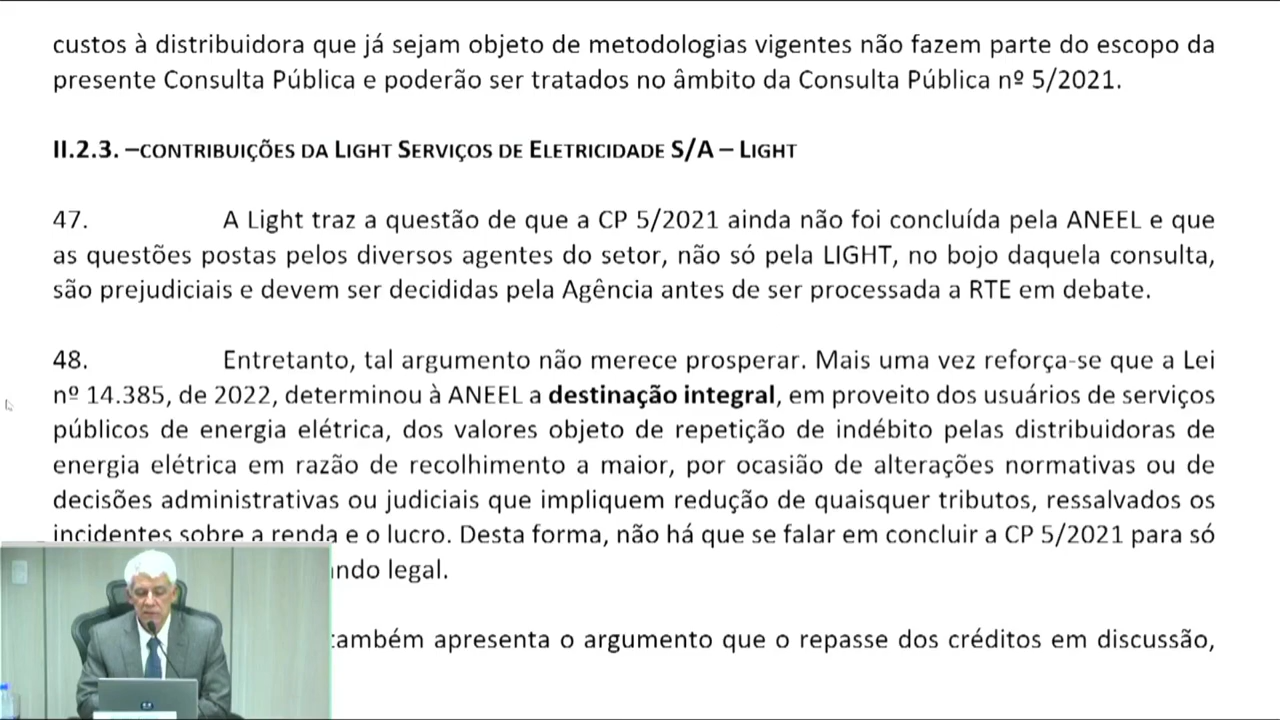 custos à distribuidora que já sejam objeto de metodologias vigentes não fazem parte do escopo da
presente Consulta Pública e poderão ser tratados no âmbito da Consulta Pública nº 5/2021.
II.2.3. –CONTRIBUIÇÕES DA LIGHT SERVIÇOS DE ELETRICIDADE S/A – LIGHT
47. A Light traz a questão de que a CP 5/2021 ainda não foi concluída pela ANEEL e que
as questões postas pelos diversos agentes do setor, não só pela LIGHT, no bojo daquela consulta,
são prejudiciais e devem ser decididas pela Agência antes de ser processada a RTE em debate.
48. Entretanto, tal argumento não merece prosperar. Mais uma vez reforça-se que a Lei
nº 14.385, de 2022, determinou à ANEEL a destinação integral, em proveito dos usuários de serviços
públicos de energia elétrica, dos valores objeto de repetição de indébito pelas distribuidoras de
energia elétrica em razão de recolhimento a maior, por ocasião de alterações normativas ou de
decisões administrativas ou judiciais que impliquem redução de quaisquer tributos, ressalvados os
incidentes sobre a renda e o lucro. Desta forma, não há que se falar em concluir a CP 5/2021 para só
ndo legal.
também apresenta o argumento que o repasse dos créditos em discussão,